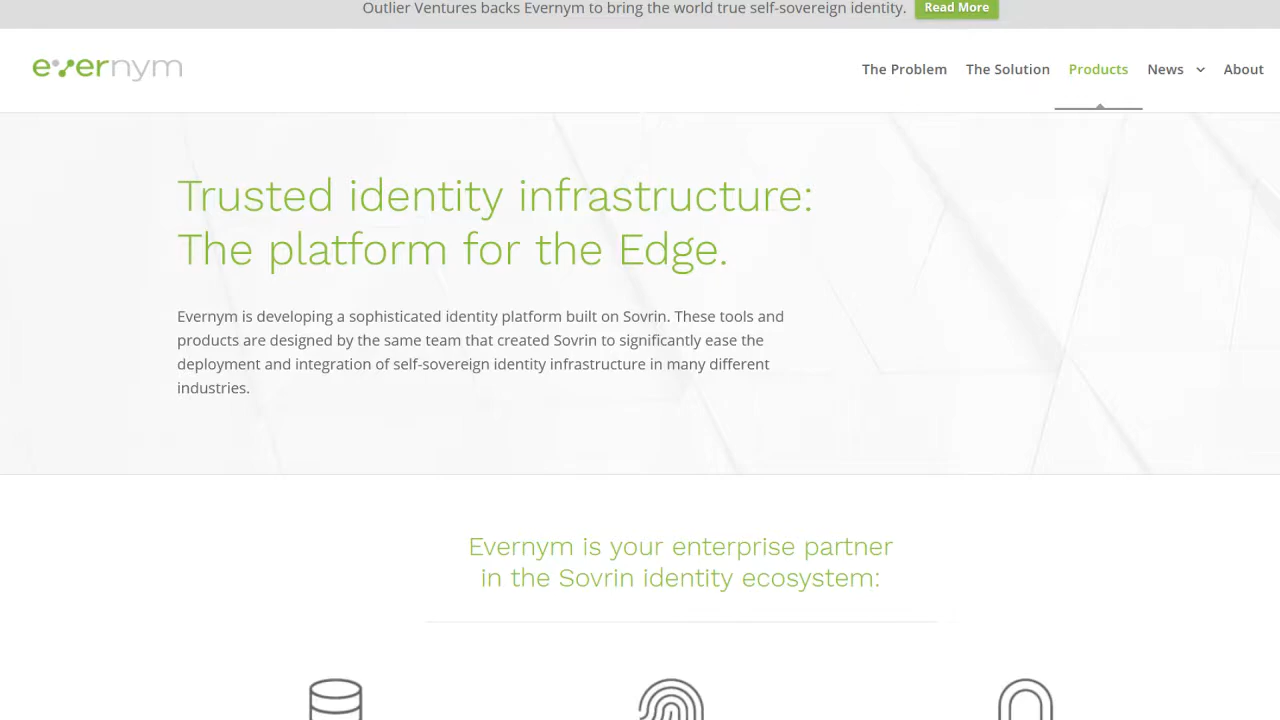 Outlier Ventures backs Evernym to bring the world true self-sovereign identity. Read More
evernym
The Problem The Solution Products News About
Trusted identity infrastructure:
The platform for the Edge.
Evernym is developing a sophisticated identity platform built on Sovrin. These tools and
products are designed by the same team that created Sovrin to significantly ease the
deployment and integration of self-sovereign identity infrastructure in many different
industries.
Evernym is your enterprise partner
in the Sovrin identity ecosystem: